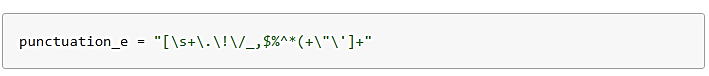 punctuation_e = "[\s+\.\!\/_,$%^*(+\"\']+"